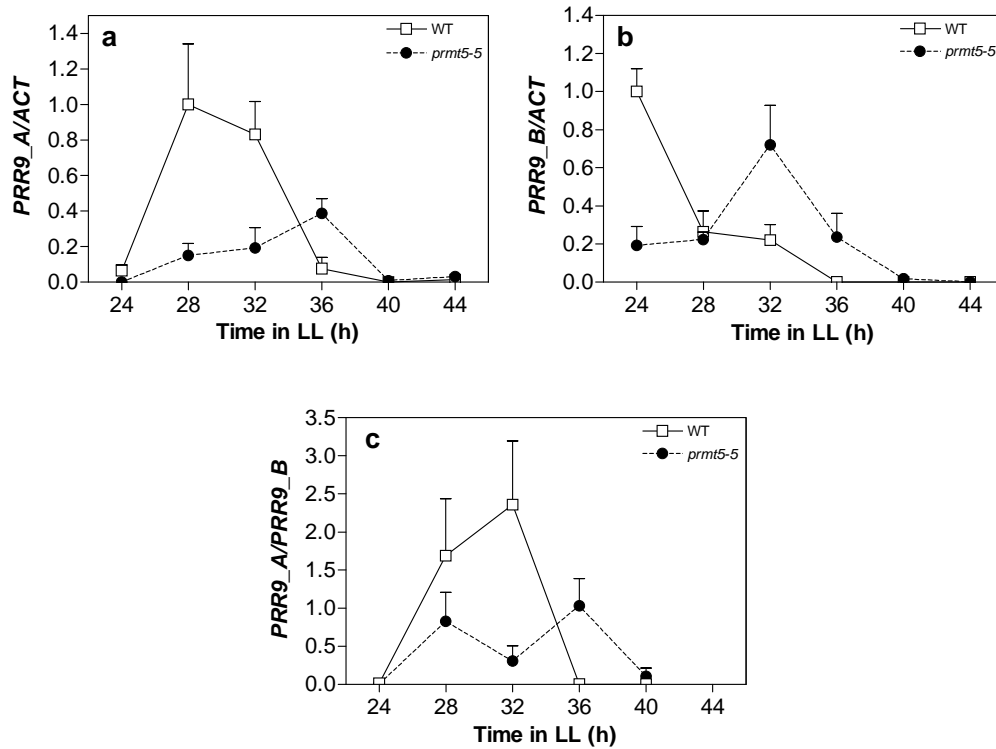 a
WT
prmt5-5
PRR9_A/ACT
1.4
1.2
1.0
0.8
0.6
0.4
0.2
0.0
24 28 32 36 40 44
Time in LL (h)
b
WT
prmt5-5
PRR9_B/ACT
1.4
1.2
1.0
0.8
0.6
0.4
0.2
0.0
24 28 32 36 40 44
Time in LL (h)
c
WT
prmt5-5
PRR9_A/PRR9_B
3.5
3.0
2.5
2.0
1.5
1.0
0.5
0.0
24 28 32 36 40 44
Time in LL (h)